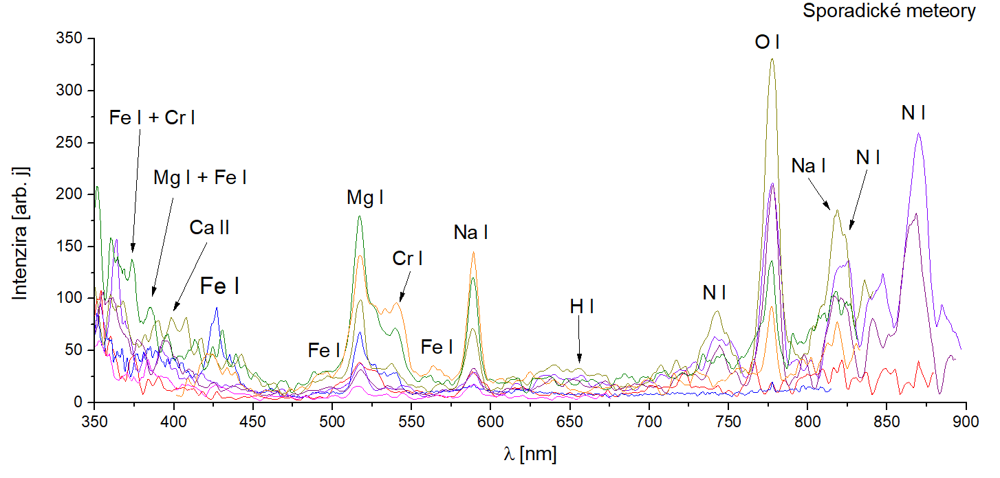 Sporadické meteory
O I
N I
Fe I + Cr I
Na I
N I
Mg I + Fe I
Mg I
Ca II
Na I
Cr I
Fe I
N I
H I
Fe I
Fe I
350
300
250
200
150
100
50
0
Intenzira [arb. j]
350
400
450
500
550
600
650
700
750
800
850
900
λ [nm]